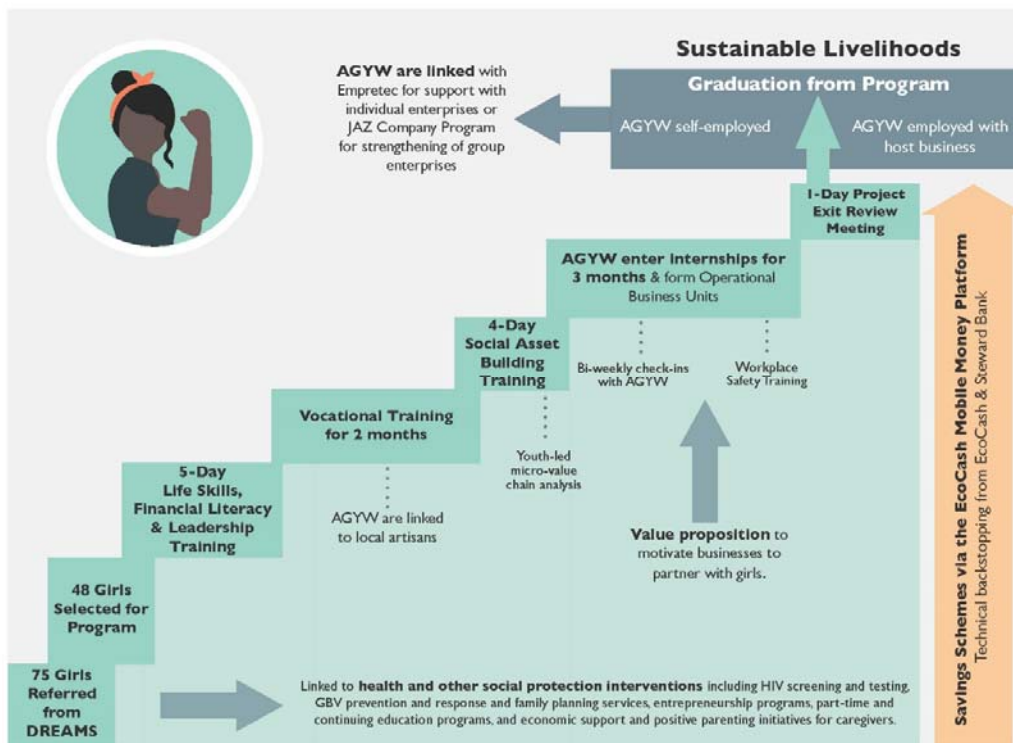 Sustainable Livelihoods
Graduation from Program
AGYW self-employed
AGYW employed with
host business
AGYW are linked with
Empretec for support with
individual enterprises or
JAZ Company Program
for strengthening of group
enterprises
1-Day Project
Exit Review
Meeting
AGYW enter internships for
3 months & form Operational
Business Units
Bi-weekly check-ins
with AGYW
Workplace
Safety Training
4-Day
Social Asset
Building
Training
Youth-led
micro-value
chain analysis
Vocational Training
for 2 months
AGYW are linked
to local artisans
Value proposition to
motivate businesses to
partner with girls.
5-Day
Life Skills,
Financial Literacy
& Leadership
Training
48 Girls
Selected for
Program
75 Girls
Referred
from
DREAMS
Linked to health and other social protection interventions including HIV screening and testing,
GBV prevention and response and family planning services, entrepreneurship programs, part-time and
continuing education programs, and economic support and positive parenting initiatives for caregivers.
Savings Schemes via the EcoCash Mobile Money Platform
Technical backstopping from EcoCash & Steward Bank